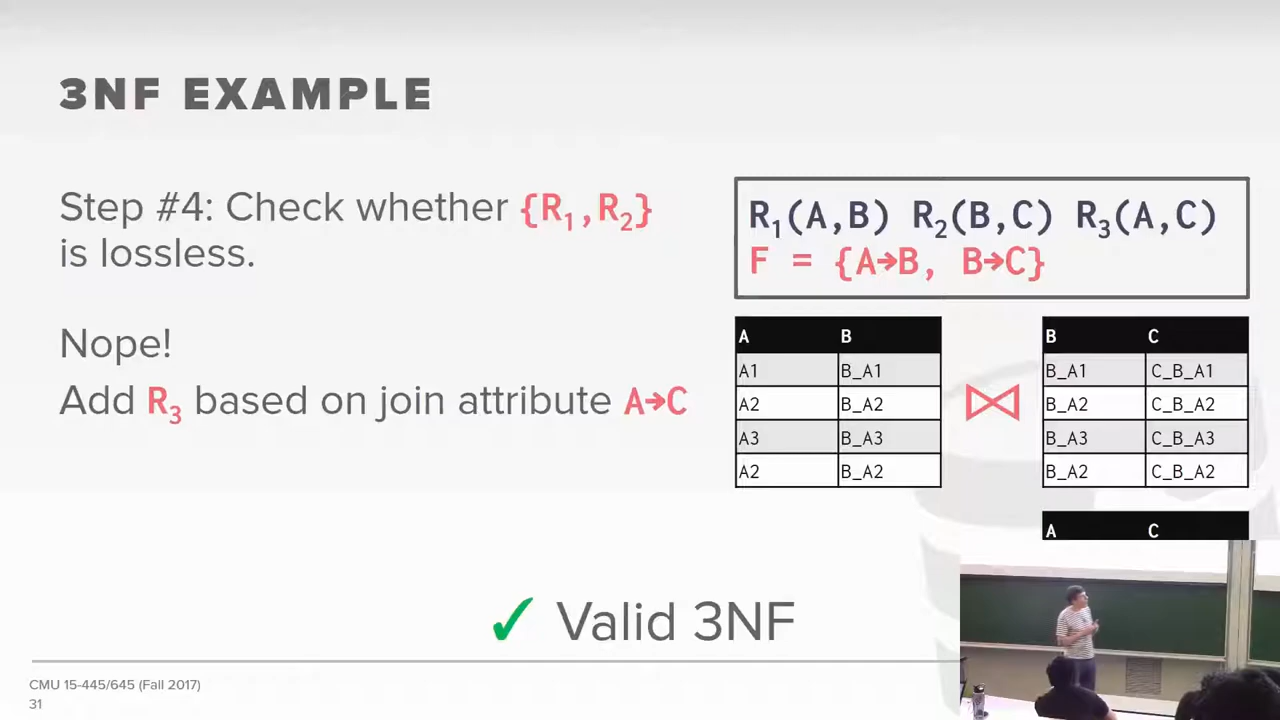 3NF EXAMPLE
Step #4: Check whether {R₁,R₂}
is lossless.
Nope!
Add R₃ based on join attribute A→C
R₁(A,B) R₂(B,C) R₃(A,C)
F = {A→B, B→C}
A B
A1 B_A1
A2 B_A2
A3 B_A3
A2 B_A2
⋈
B C
B_A1 C_B_A1
B_A2 C_B_A2
B_A3 C_B_A3
B_A2 C_B_A2
A C
✓ Valid 3NF
CMU 15-445/645 (Fall 2017)
31